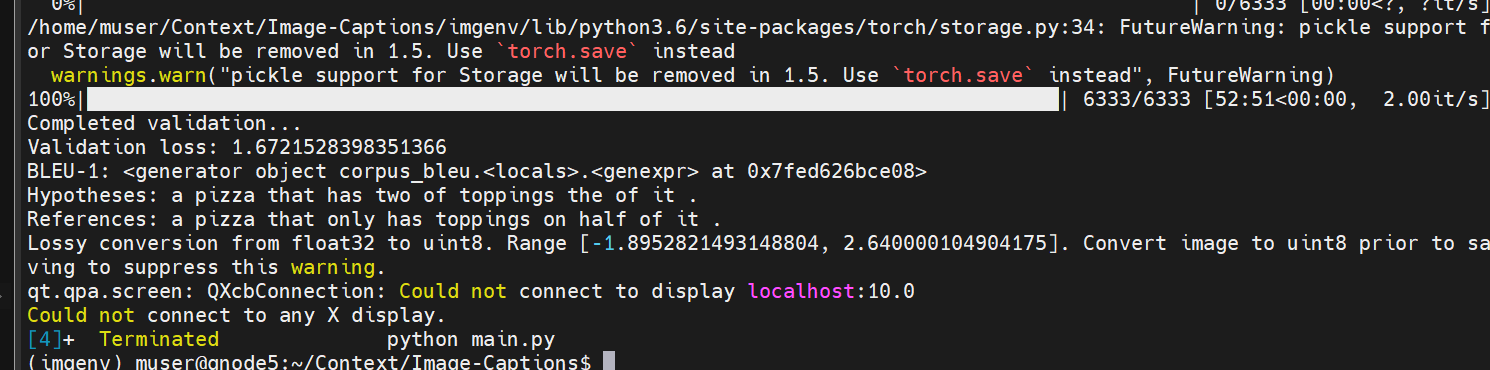 0%| | 0/6333 [00:00<?, ?it/s]
/home/muser/Context/Image-Captions/imgenv/lib/python3.6/site-packages/torch/storage.py:34: FutureWarning: pickle support f
or Storage will be removed in 1.5. Use `torch.save` instead
warnings.warn("pickle support for Storage will be removed in 1.5. Use `torch.save` instead", FutureWarning)
100%| | 6333/6333 [52:51<00:00, 2.00it/s]
Completed validation...
Validation loss: 1.6721528398351366
BLEU-1: <generator object corpus_bleu.<locals>.<genexpr> at 0x7fed626bce08>
Hypotheses: a pizza that has two of toppings the of it .
References: a pizza that only has toppings on half of it .
Lossy conversion from float32 to uint8. Range [-1.8952821493148804, 2.640000104904175]. Convert image to uint8 prior to sa
ving to suppress this warning.
qt.qpa.screen: QXcbConnection: Could not connect to display localhost:10.0
Could not connect to any X display.
[4]+ Terminated python main.py
(imgenv) muser@gnode5:~/Context/Image-Captions$